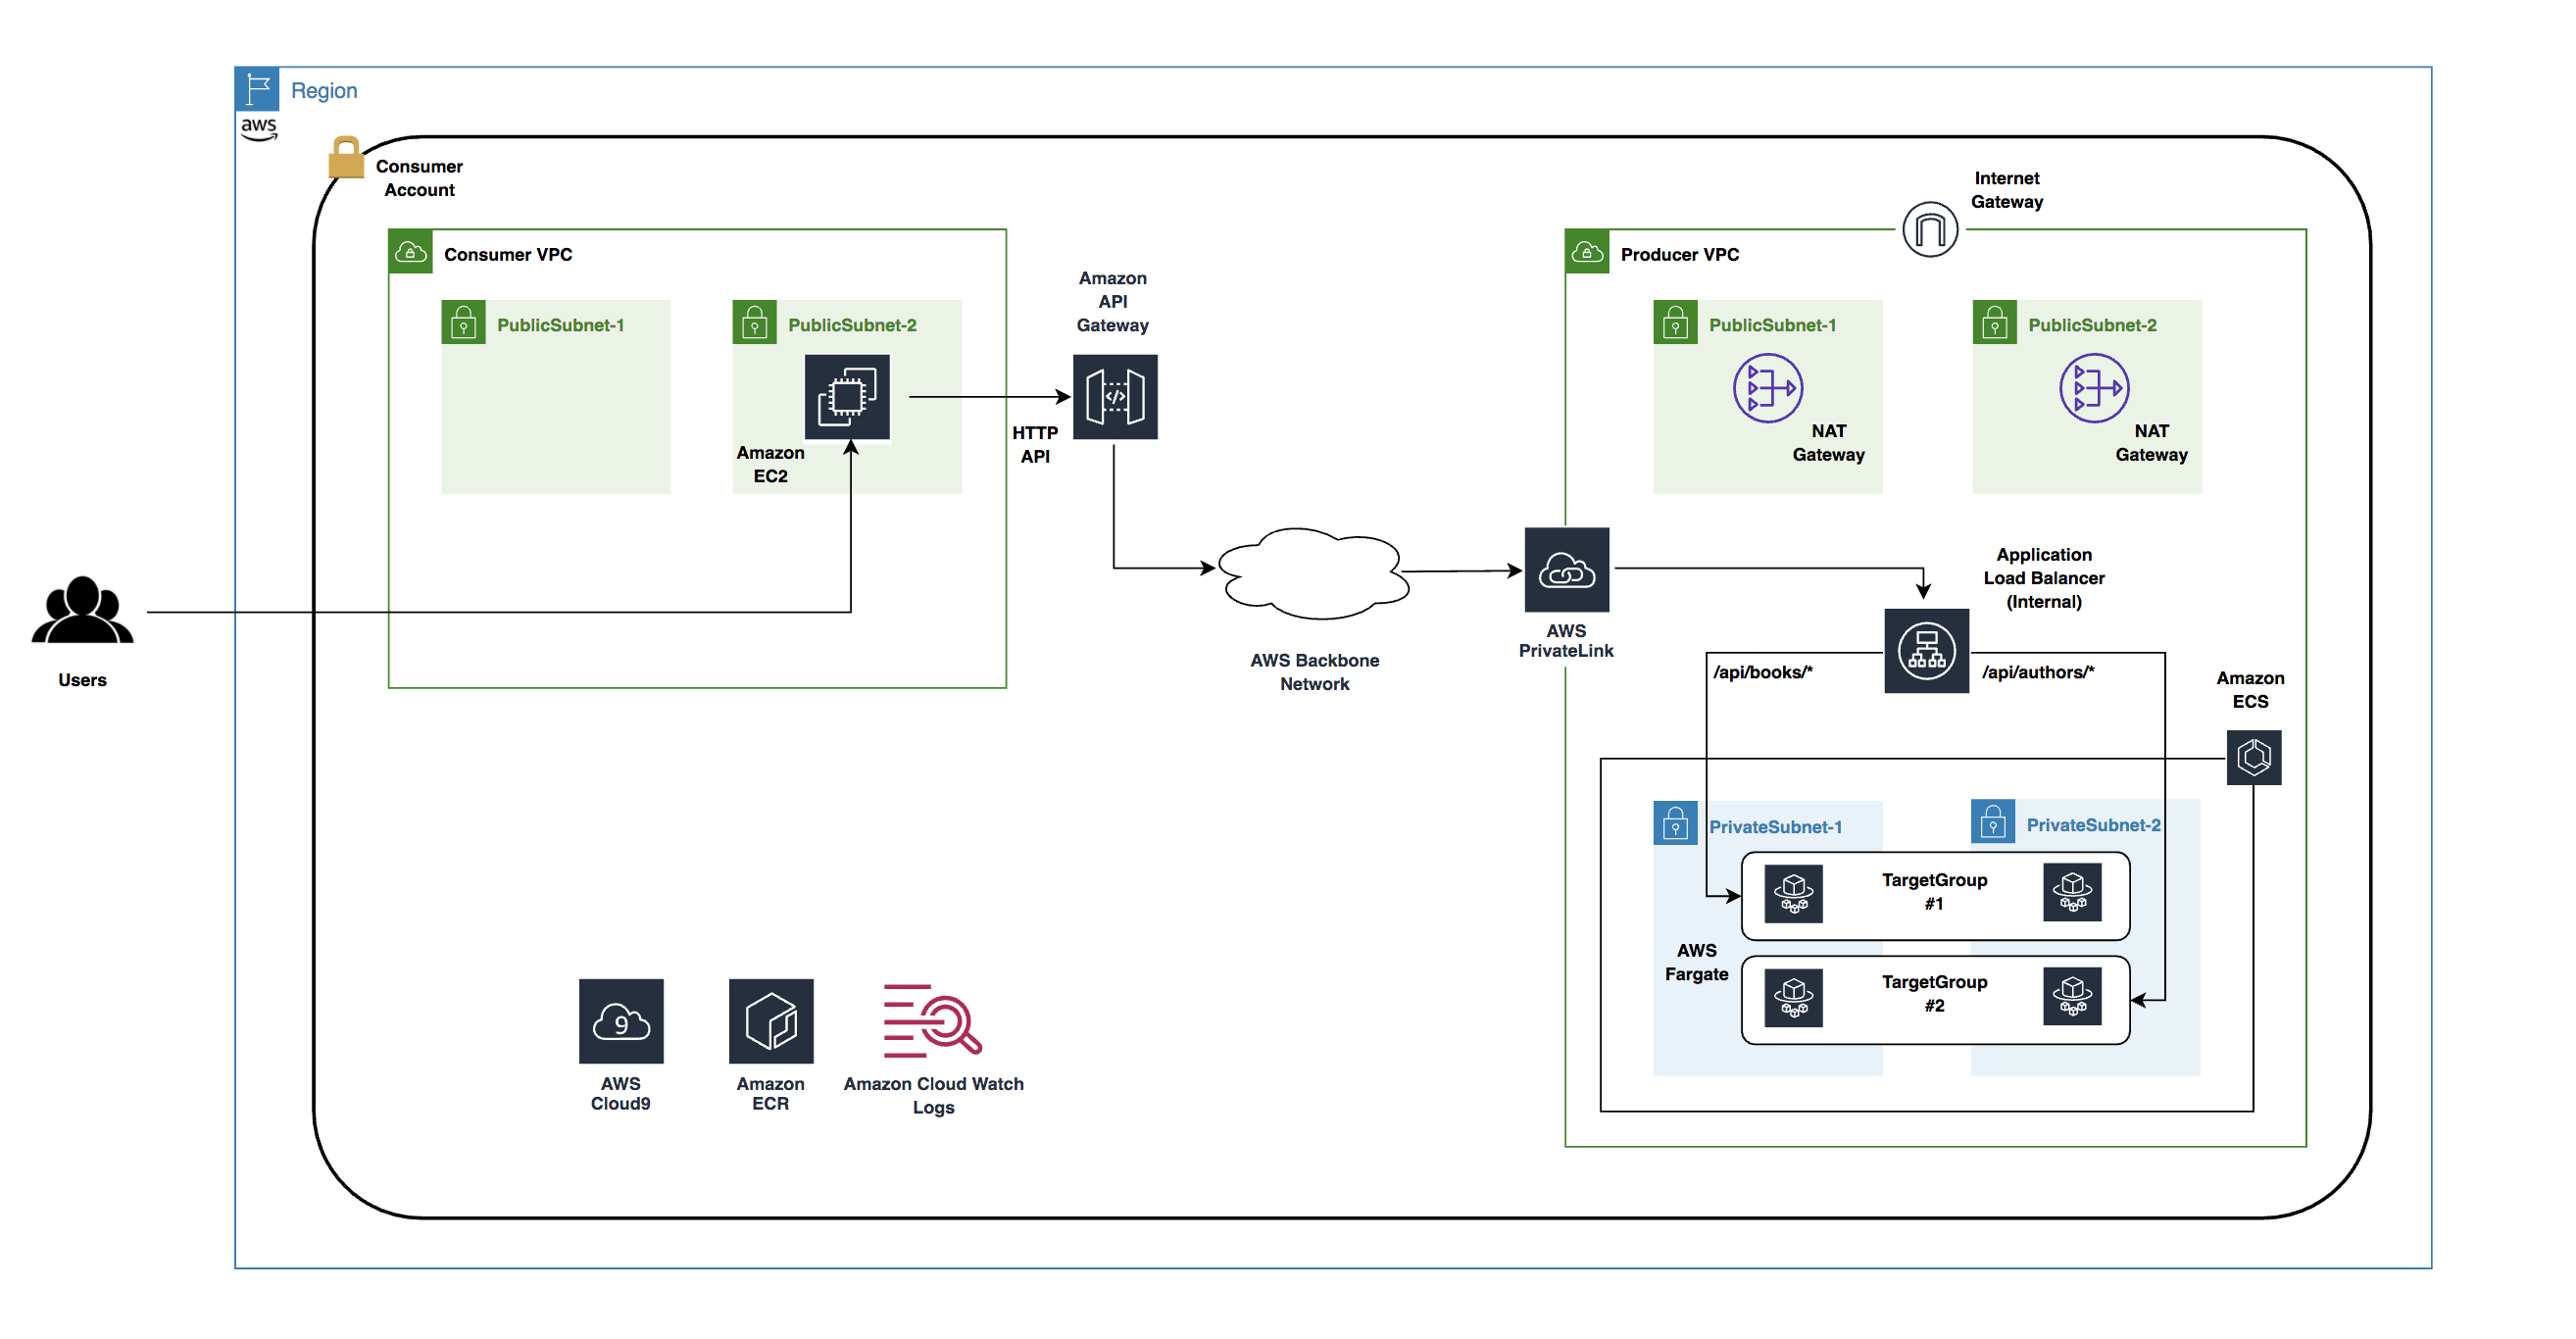 Region
aws
Consumer
Account
Internet
Gateway
Consumer VPC
Producer VPC
Amazon
API
Gateway
PublicSubnet-1
PublicSubnet-2
PublicSubnet-1
PublicSubnet-2
</>
HTTP
API
Amazon
EC2
NAT
Gateway
NAT
Gateway
Application
Load Balancer
(Internal)
Users
AWS
PrivateLink
AWS Backbone
Network
/api/books/*
/api/authors/*
Amazon
ECS
PrivateSubnet-1
PrivateSubnet-2
TargetGroup
#1
AWS
Fargate
TargetGroup
#2
9
AWS
Cloud9
Amazon
ECR
Amazon Cloud Watch
Logs